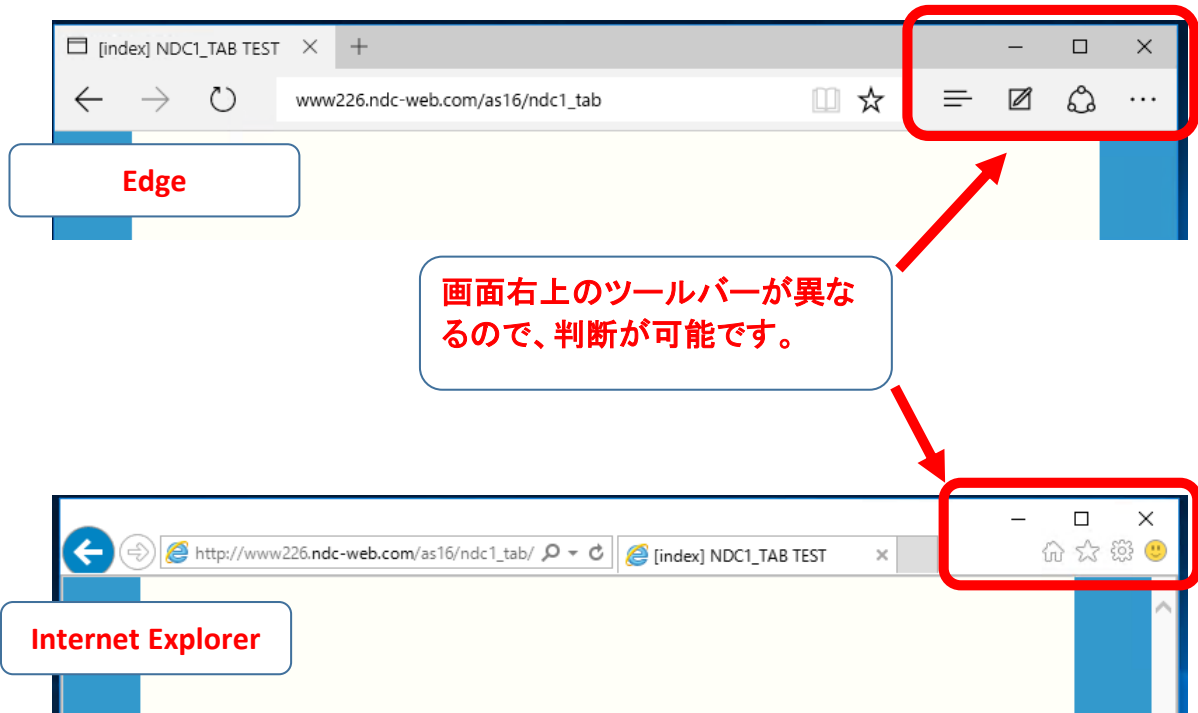 [index] NDC1_TAB TEST
www226.ndc-web.com/as16/ndc1_tab
Edge
画面右上のツールバーが異な
るので、判断が可能です。
http://www226.ndc-web.com/as16/ndc1_tab/
[index] NDC1_TAB TEST
Internet Explorer